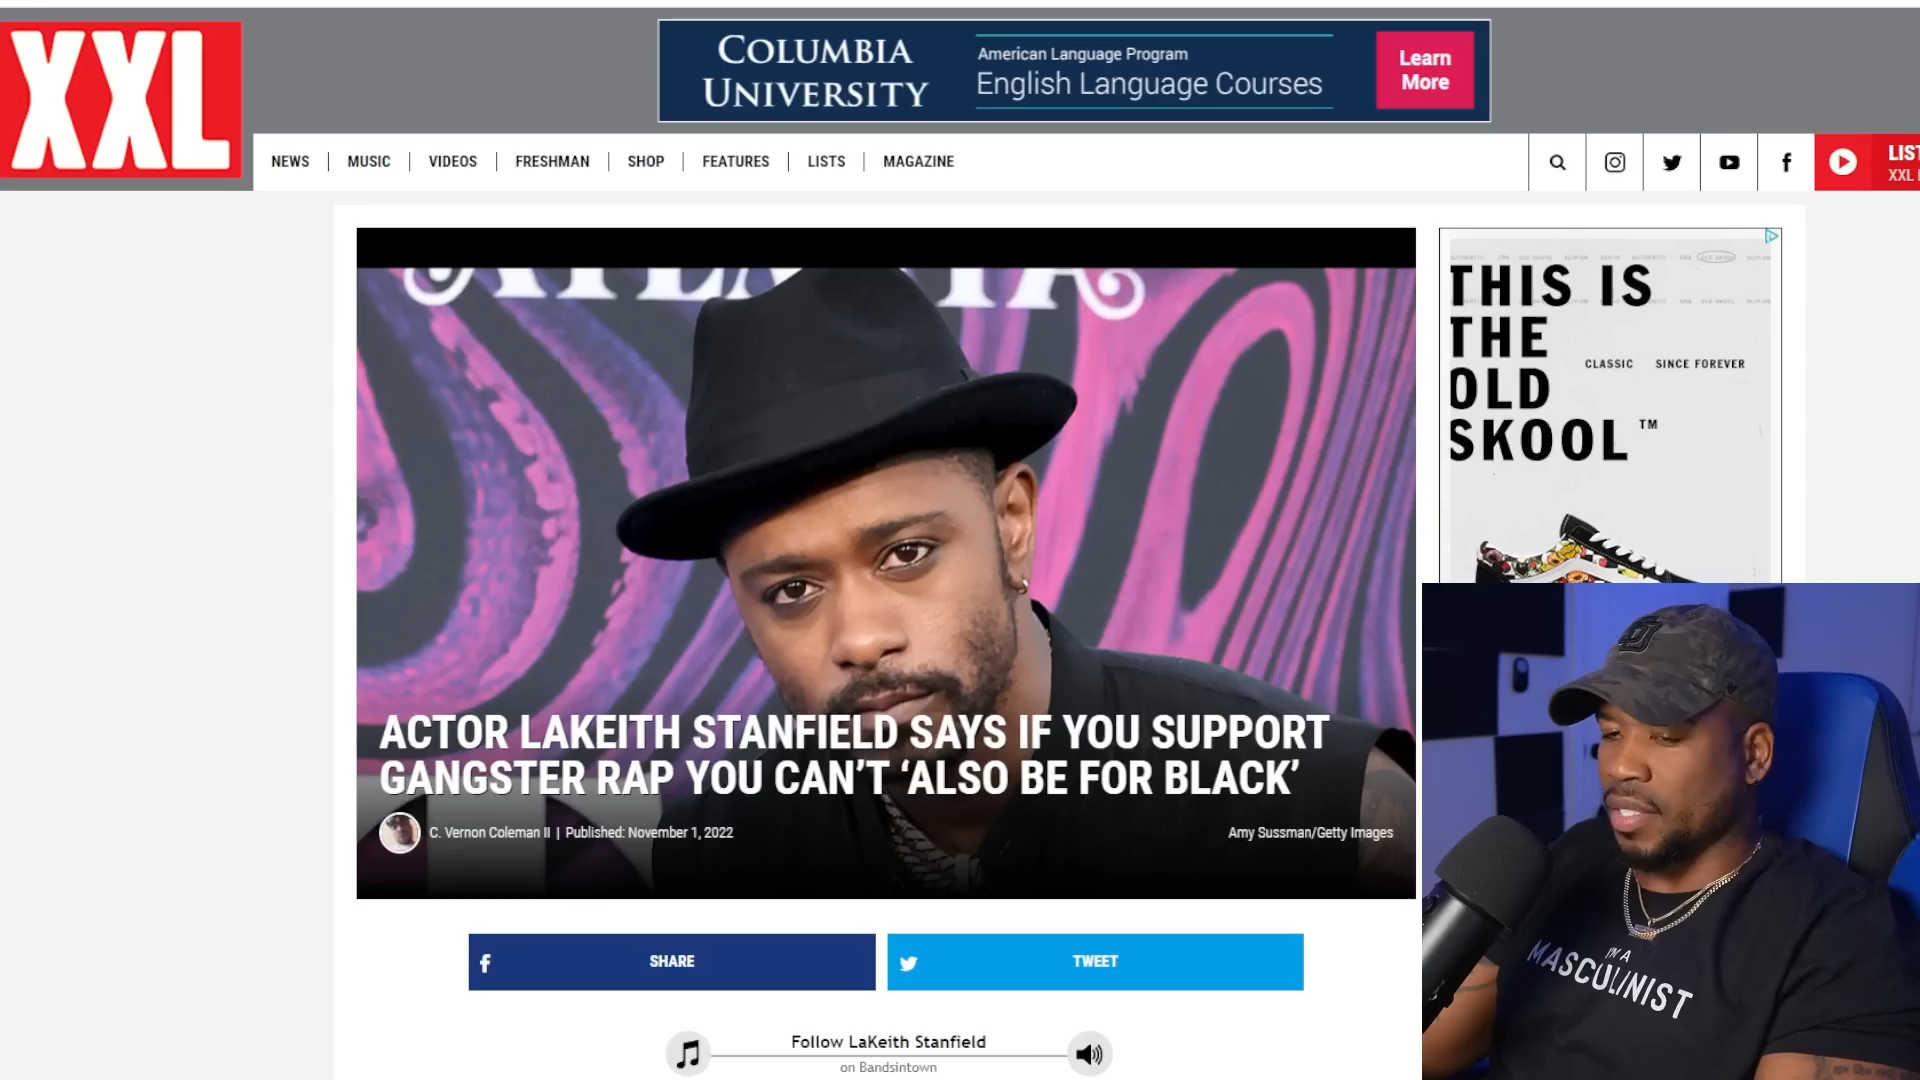 XXL
COLUMBIA
UNIVERSITY
American Language Program
English Language Courses
Learn
More
NEWS
MUSIC
VIDEOS
FRESHMAN
SHOP
FEATURES
LISTS
MAGAZINE
LIST
XXL
THIS IS
THE
OLD
SKOOL™
CLASSIC SINCE FOREVER
ACTOR LAKEITH STANFIELD SAYS IF YOU SUPPORT
GANGSTER RAP YOU CAN'T ‘ALSO BE FOR BLACK’
C. Vernon Coleman II | Published: November 1, 2022
Amy Sussman/Getty Images
SHARE
TWEET
Follow LaKeith Stanfield
on Bandsintown
I'M A
MASCULINIST